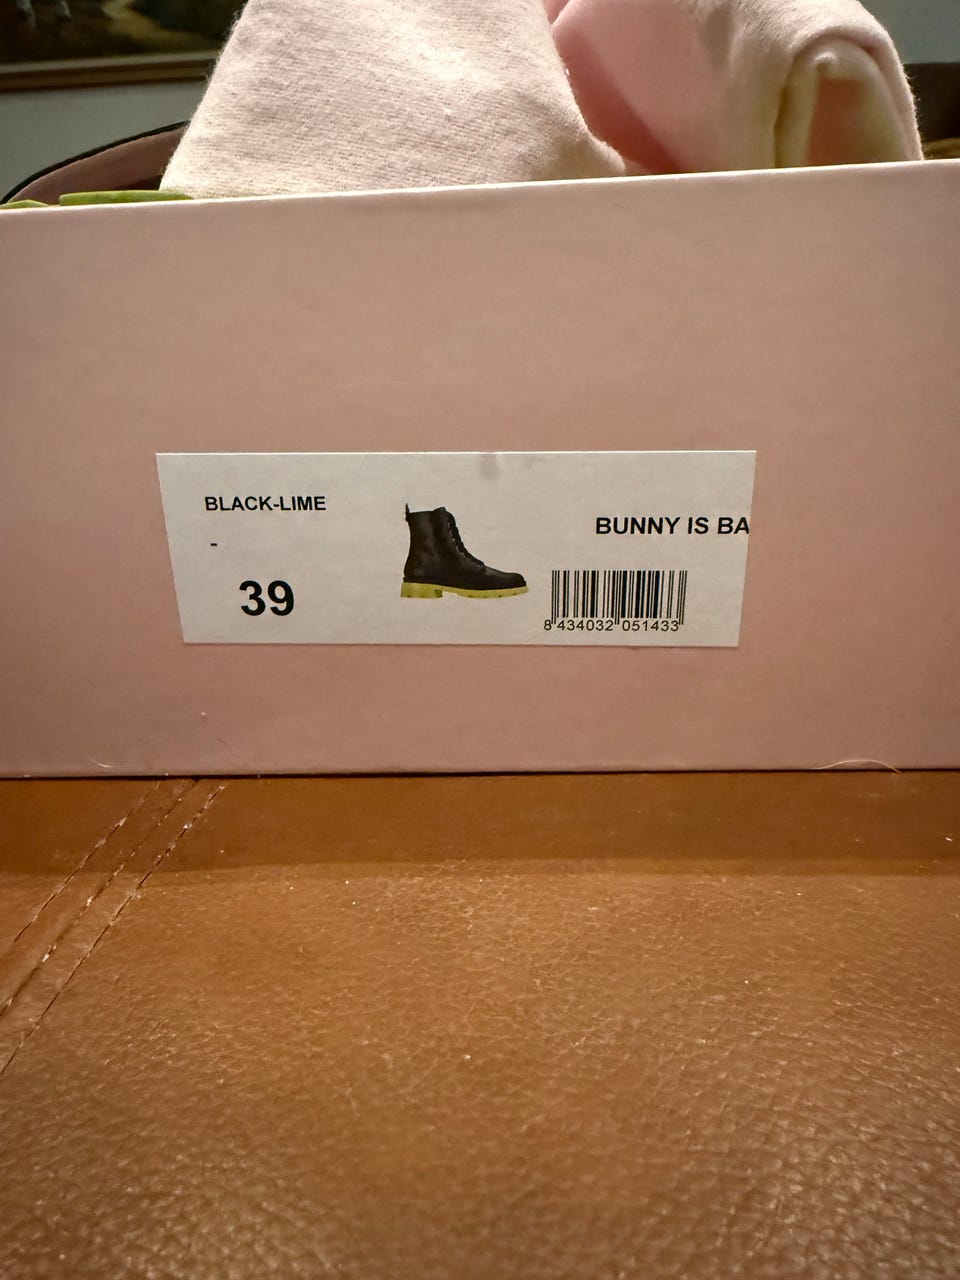 BLACK-LIME
-
39
BUNNY IS BA
8 434032 051433